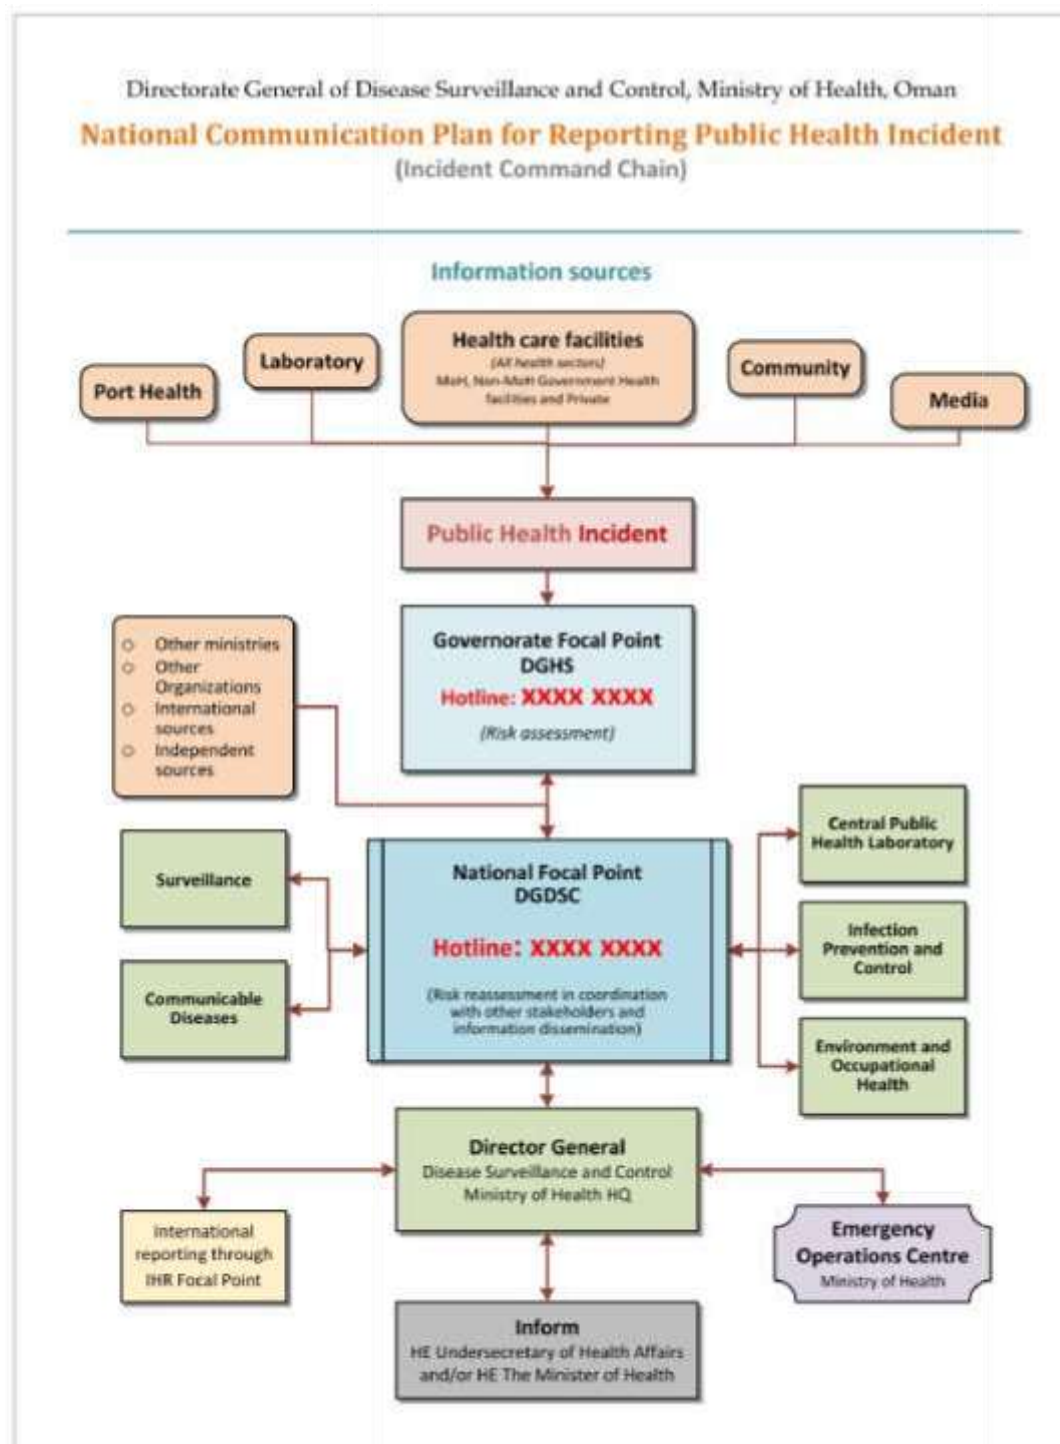 Directorate General of Disease Surveillance and Control, Ministry of Health, Oman
National Communication Plan for Reporting Public Health Incident
(Incident Command Chain)
Information sources
Port Health
Laboratory
Health care facilities
(All health sectors)
MoH, Non-MoH Government Health
facilities and Private
Community
Media
Public Health Incident
Governorate Focal Point
DGHS
Hotline: XXXX XXXX
(Risk assessment)
Other ministries
Other
Organizations
International
sources
Independent
sources
National Focal Point
DGDSC
Hotline: XXXX XXXX
(Risk reassessment in coordination
with other stakeholders and
information dissemination)
Surveillance
Communicable
Diseases
Central Public
Health Laboratory
Infection
Prevention and
Control
Environment and
Occupational
Health
Director General
Disease Surveillance and Control
Ministry of Health HQ
International
reporting through
IHR Focal Point
Emergency
Operations Centre
Ministry of Health
Inform
HE Undersecretary of Health Affairs
and/or HE The Minister of Health